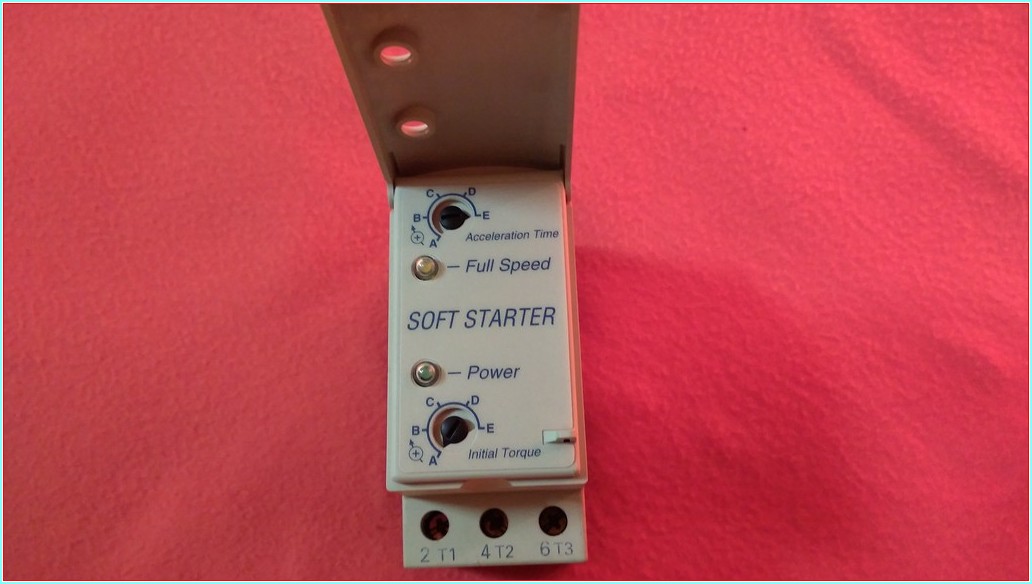 C D
B E
A
Acceleration Time
Full Speed
SOFT STARTER
Power
C D
B E
A
Initial Torque
2 T1 4 T2 6 T3